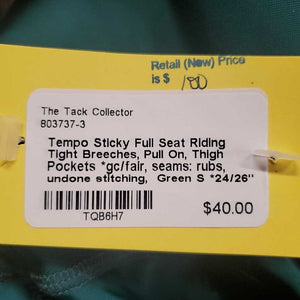 Retail (New) Price
is $ 180
The Tack Collector
803737-3
Tempo Sticky Full Seat Riding
Tight Breeches, Pull On, Thigh
Pockets *gc/fair, seams: rubs,
undone stitching, Green S *24/26"
TQB6H7
$40.00